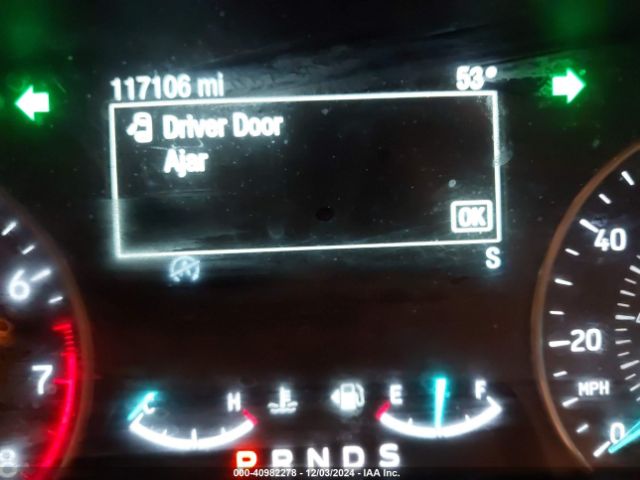 117106 mi 53°
Driver Door
Ajar
OK
S
6 40
7 20
MPH
C H E F
8 0
P R N D S
000-40982278 - 12/03/2024 - IAA Inc.